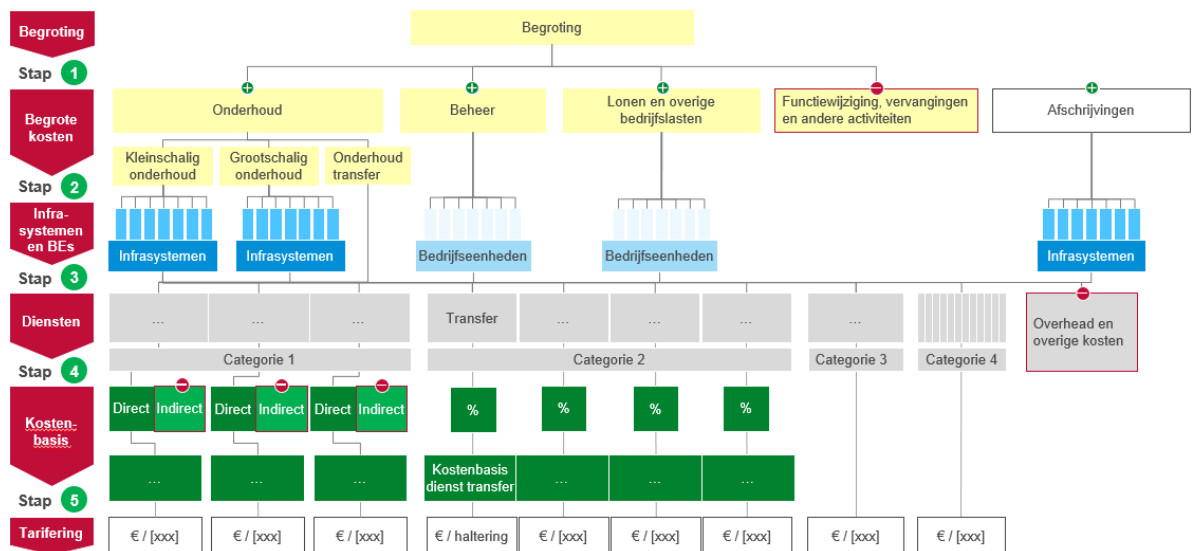 Begroting
Begroting
Stap 1
Onderhoud
Beheer
Lonen en overige
bedrijfslasten
Functiewijziging, vervangingen
en andere activiteiten
Afschrijvingen
Begrote
kosten
Kleinschalig
onderhoud
Grootschalig
onderhoud
Onderhoud
transfer
Stap 2
Infra-
systemen
en BEs
Infrasystemen
Infrasystemen
Bedrijfseenheden
Bedrijfseenheden
Infrasystemen
Stap 3
Diensten
...
...
...
Transfer
...
...
...
...
Overhead en
overige kosten
Categorie 1
Categorie 2
Categorie 3
Categorie 4
Stap 4
Direct
Indirect
Direct
Indirect
Direct
Indirect
%
%
%
%
Kosten-
basis
...
...
...
Kostenbasis
dienst transfer
...
...
...
Stap 5
Tarifering
€ / [xxx]
€ / [xxx]
€ / [xxx]
€ / haltering
€ / [xxx]
€ / [xxx]
€ / [xxx]
€ / [xxx]
€ / [xxx]